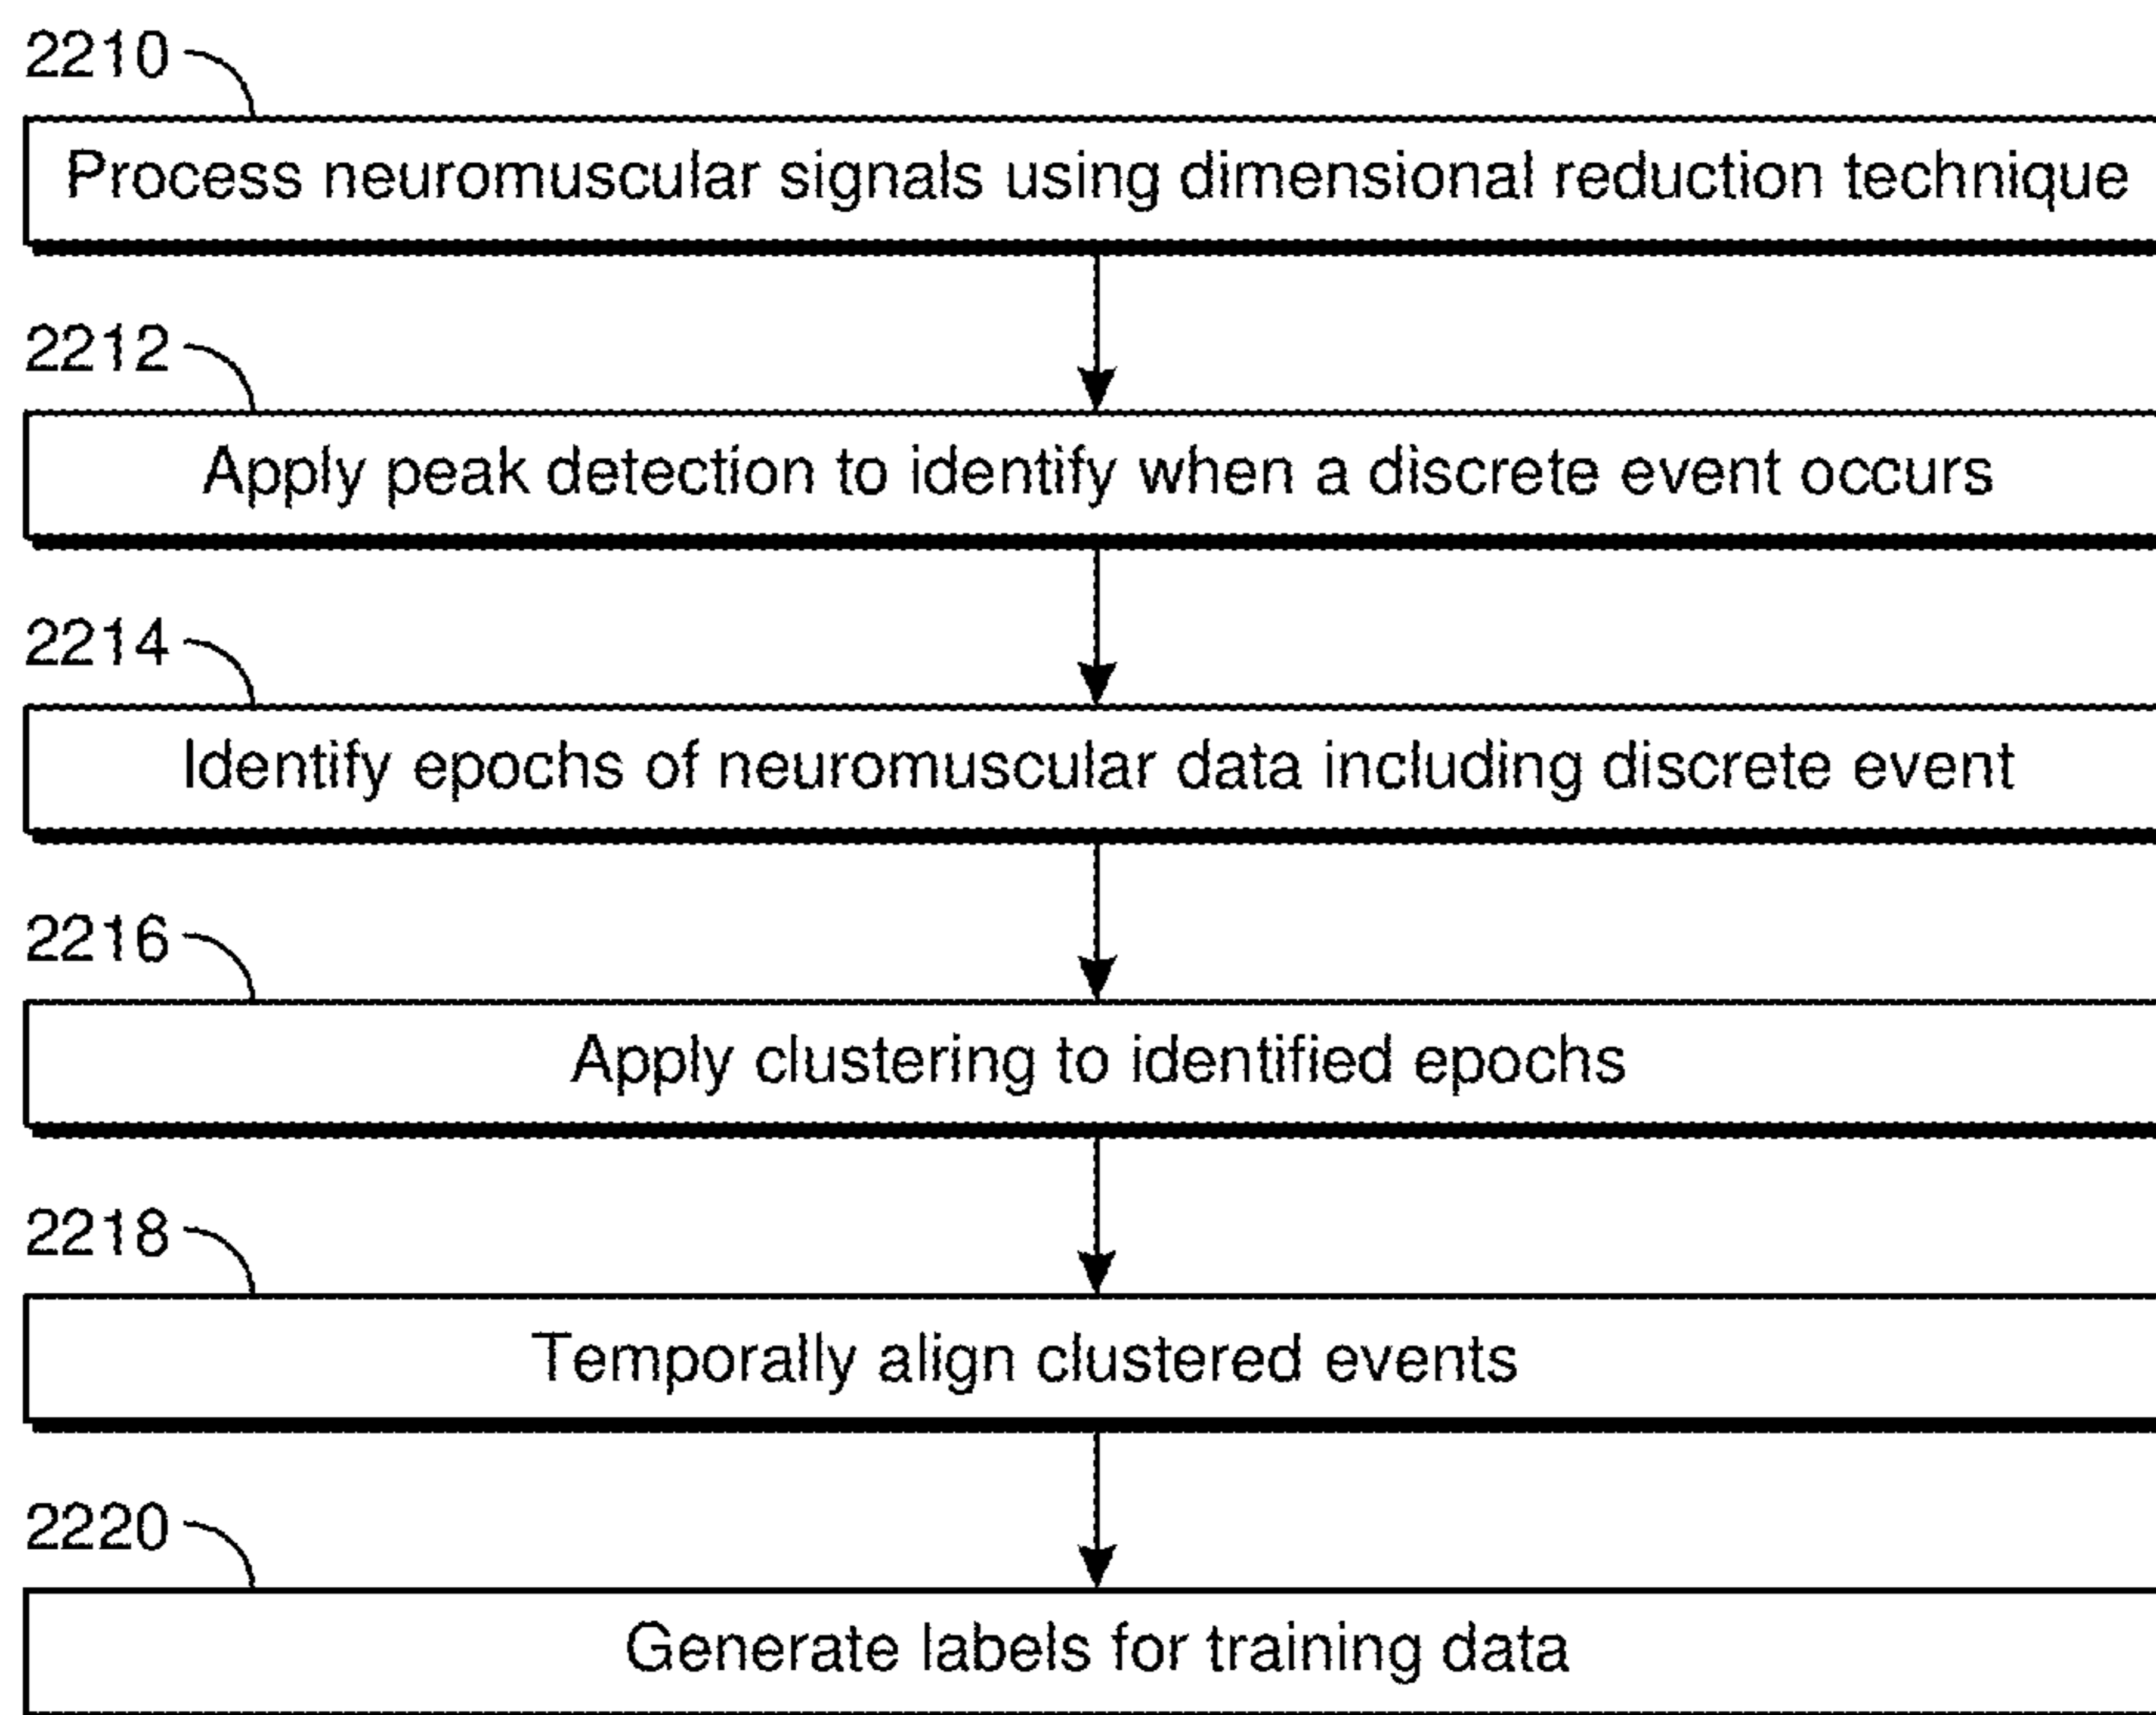 2210
Process neuromuscular signals using dimensional reduction technique
2212
Apply peak detection to identify when a discrete event occurs
2214
Identify epochs of neuromuscular data including discrete event
2216
Apply clustering to identified epochs
2218
Temporally align clustered events
2220
Generate labels for training data